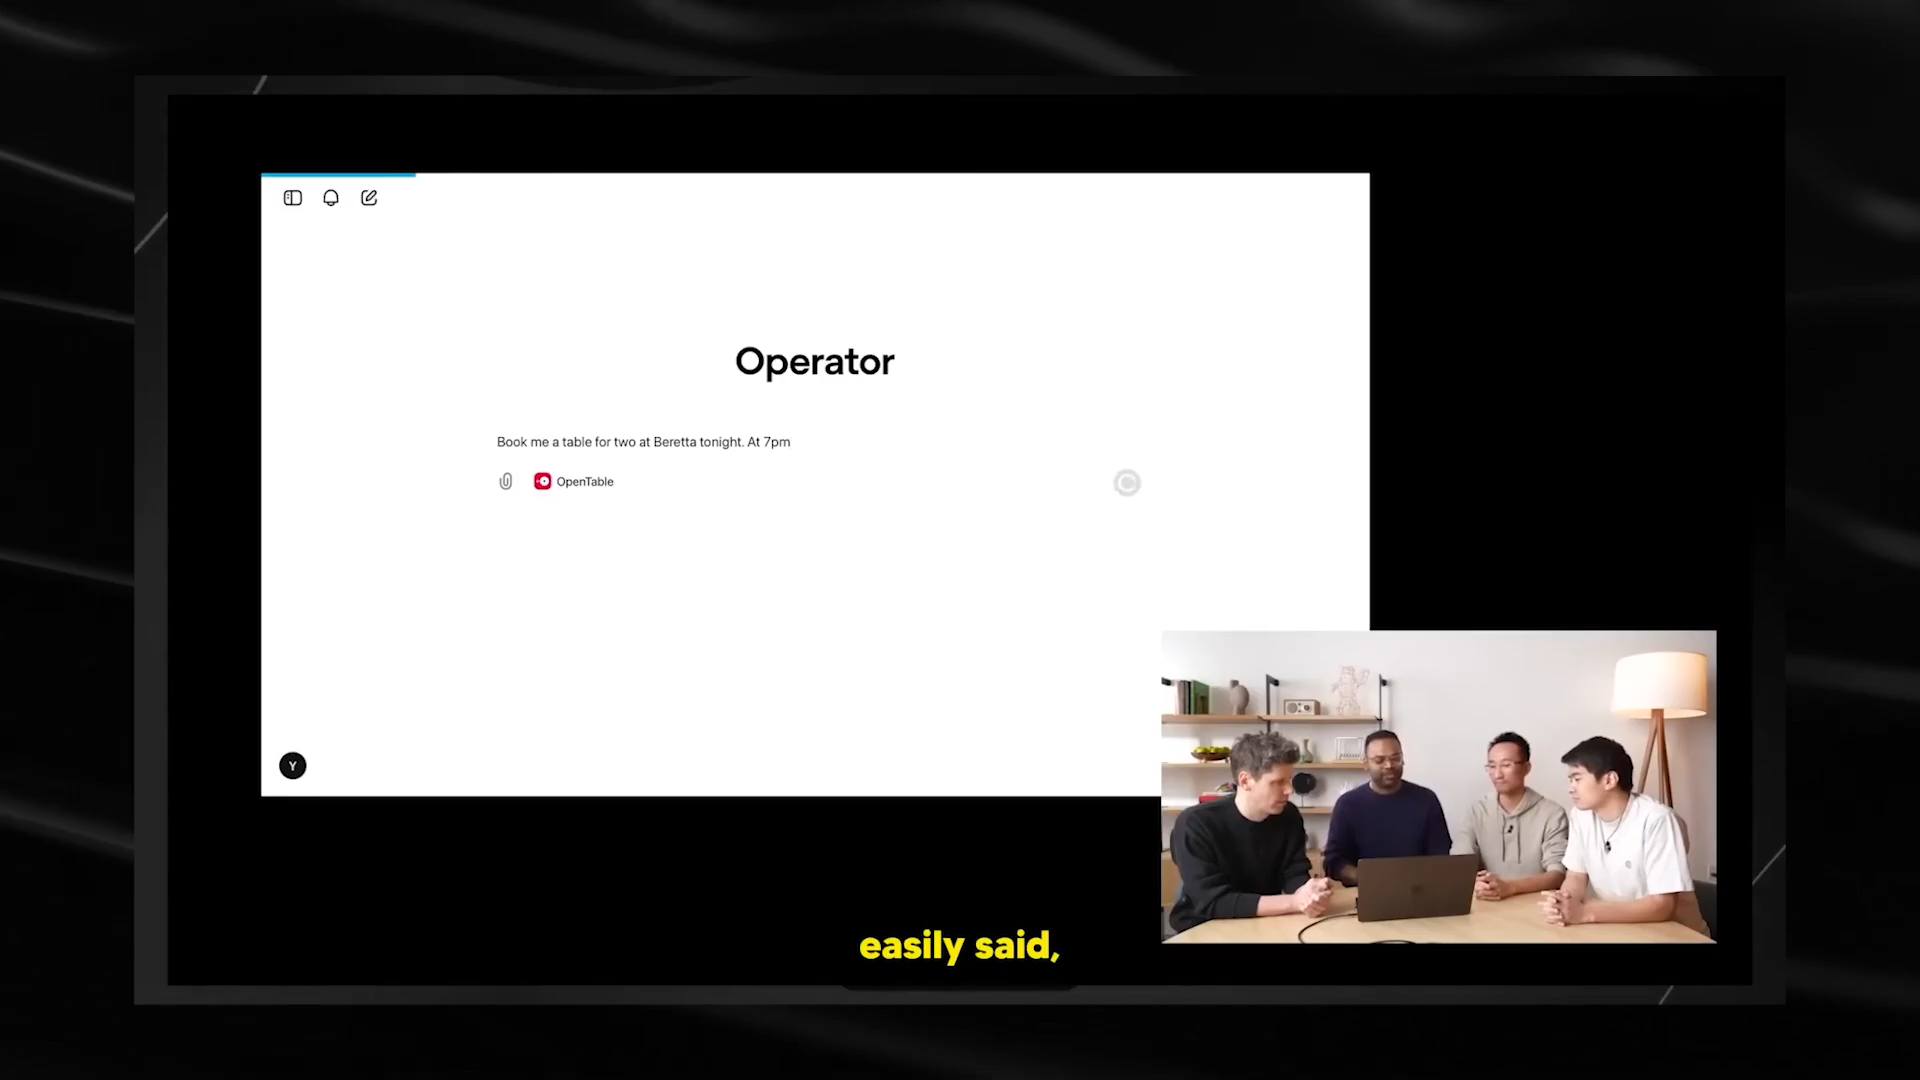 Operator
Book me a table for two at Beretta tonight. At 7pm
OpenTable
Y
easily said,